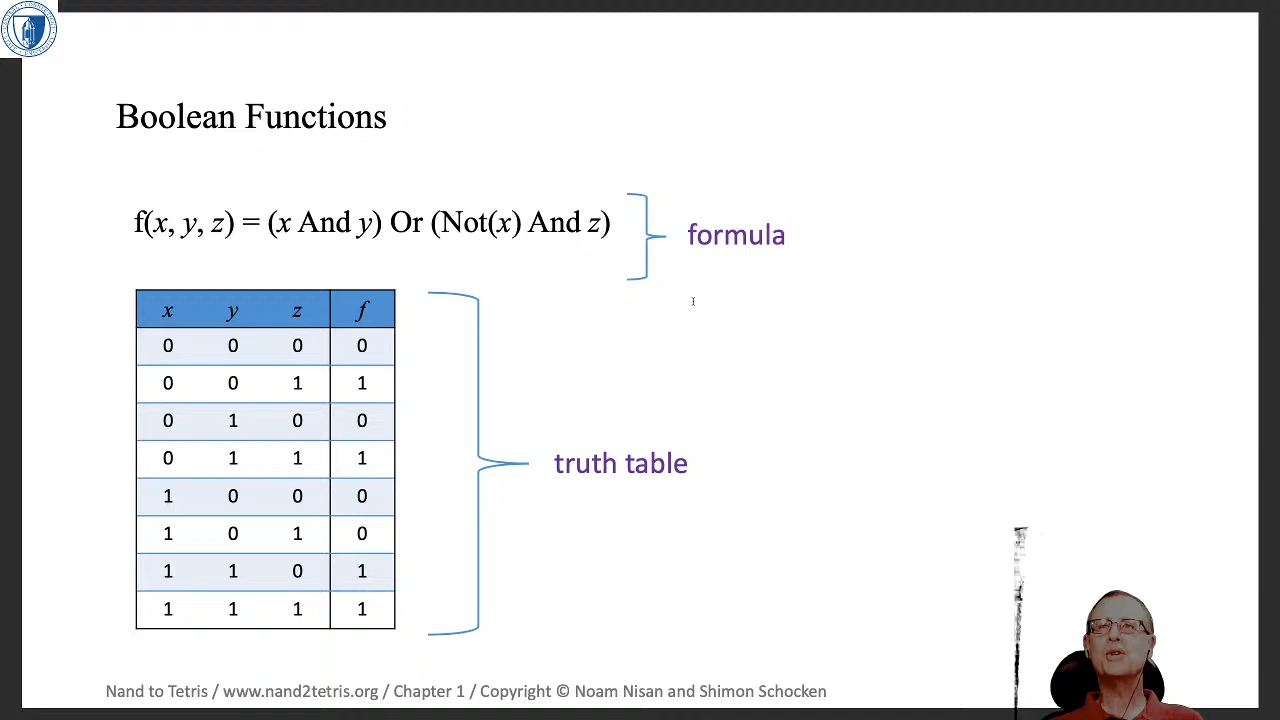 Boolean Functions
f(x, y, z) = (x And y) Or (Not(x) And z)
formula
x y z f
0 0 0 0
0 0 1 1
0 1 0 0
0 1 1 1
1 0 0 0
1 0 1 0
1 1 0 1
1 1 1 1
truth table
Nand to Tetris / www.nand2tetris.org / Chapter 1 / Copyright © Noam Nisan and Shimon Schocken